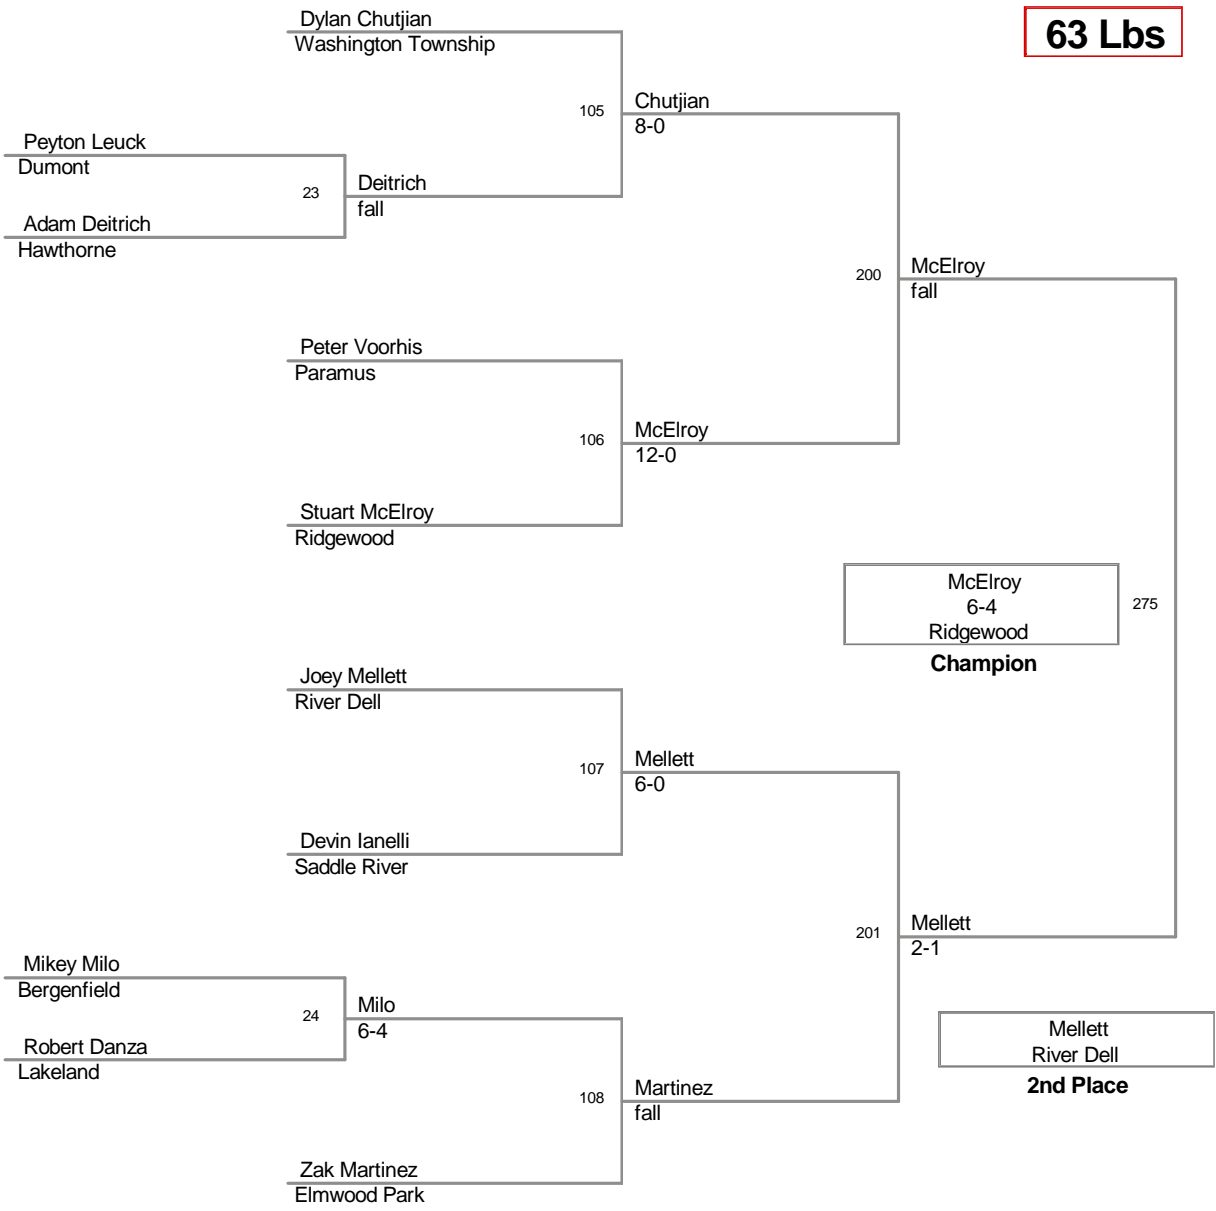 Dylan Chutjian
Washington Township
63 Lbs
105
Chutjian
8-0
Peyton Leuck
Dumont
23
Deitrich
fall
Adam Deitrich
Hawthorne
200
McElroy
fall
Peter Voorhis
Paramus
106
McElroy
12-0
Stuart McElroy
Ridgewood
McElroy
6-4
Ridgewood
275
Champion
Joey Mellett
River Dell
107
Mellett
6-0
Devin Ianelli
Saddle River
201
Mellett
2-1
Mikey Milo
Bergenfield
24
Milo
6-4
Robert Danza
Lakeland
Mellett
River Dell
2nd Place
108
Martinez
fall
Zak Martinez
Elmwood Park